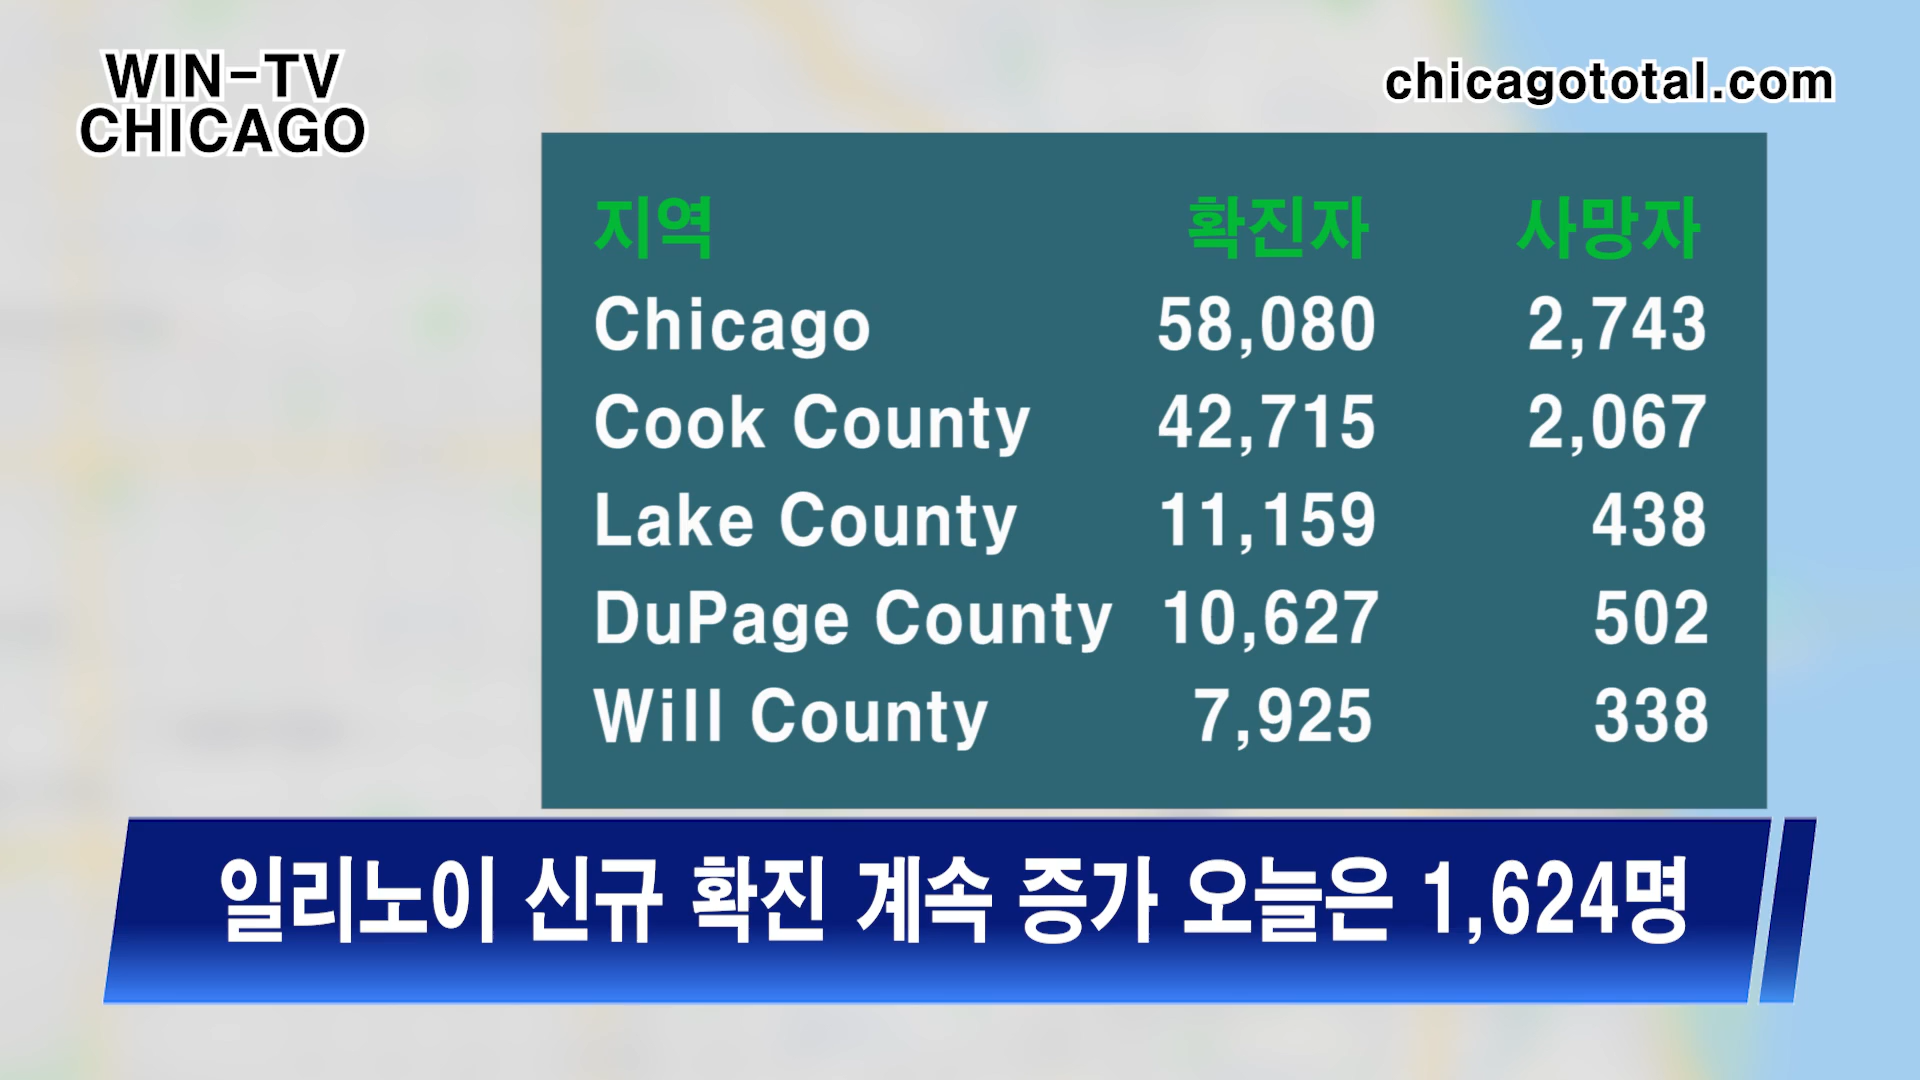 WIN-TV
CHICAGO
chicagototal.com
지역 확진자 사망자
Chicago 58,080 2,743
Cook County 42,715 2,067
Lake County 11,159 438
DuPage County 10,627 502
Will County 7,925 338
일리노이 신규 확진 계속 증가 오늘은 1,624명